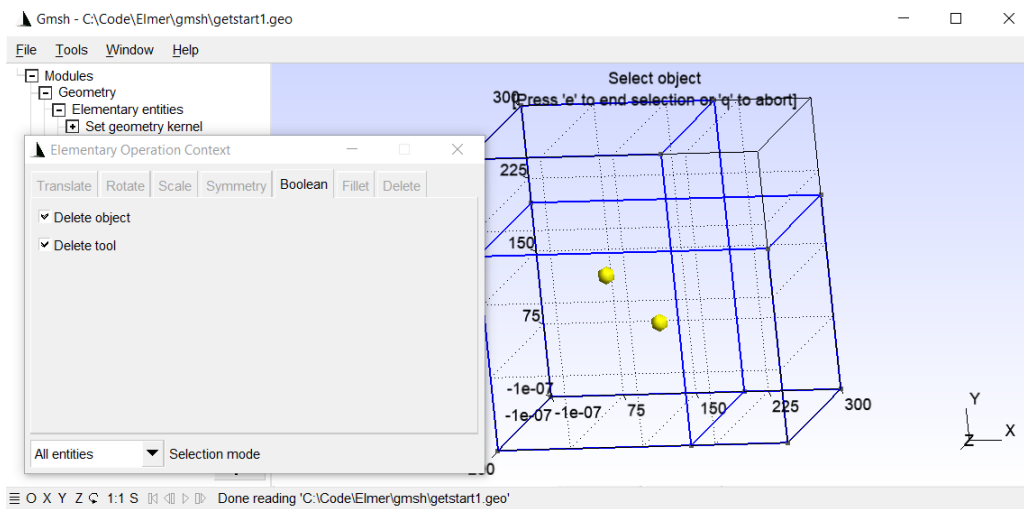 Gmsh - C:\Code\Elmer\gmsh\getstart1.geo
File Tools Window Help
Modules
Geometry
Elementary entities
Set geometry kernel
Elementary Operation Context
Translate Rotate Scale Symmetry Boolean Fillet Delete
Delete object
Delete tool
All entities Selection mode
Select object
[Press 'e' to end selection or 'q' to abort]
300
225
150
75
-1e-07
-1e-07 -1e-07 75 150 225 300
Y
X
Z
O X Y Z 1:1 S Done reading 'C:\Code\Elmer\gmsh\getstart1.geo'